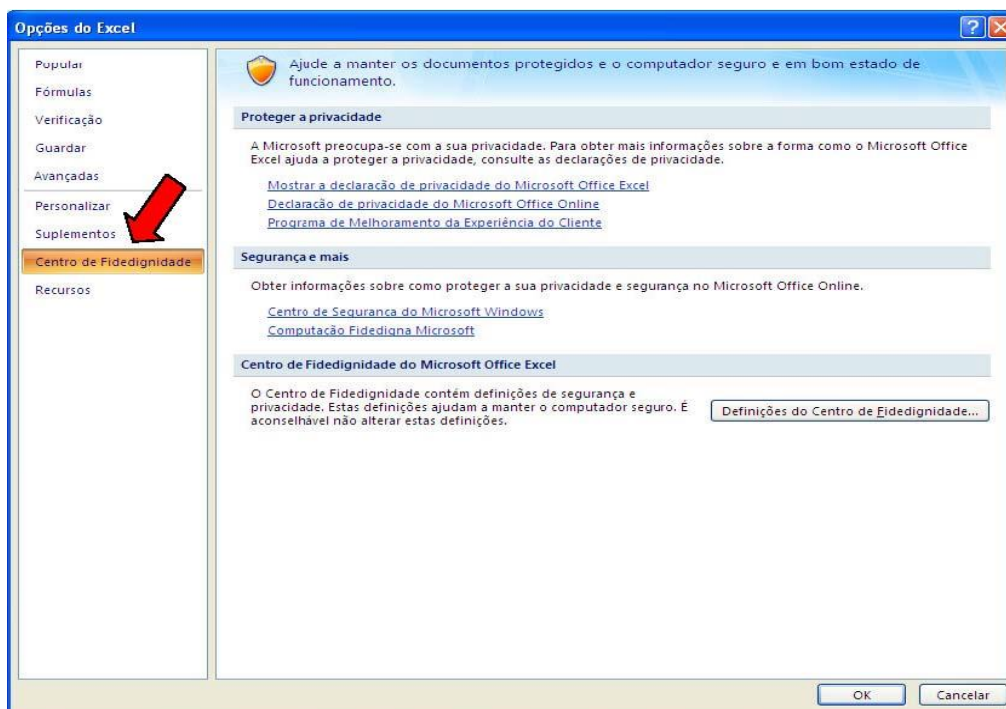 Opções do Excel
Popular
Fórmulas
Verificação
Guardar
Avançadas
Personalizar
Suplementos
Centro de Fidedignidade
Recursos
Ajude a manter os documentos protegidos e o computador seguro e em bom estado de
funcionamento.
Proteger a privacidade
A Microsoft preocupa-se com a sua privacidade. Para obter mais informações sobre a forma como o Microsoft Office
Excel ajuda a proteger a privacidade, consulte as declarações de privacidade.
Mostrar a declaração de privacidade do Microsoft Office Excel
Declaração de privacidade do Microsoft Office Online
Programa de Melhoramento da Experiência do Cliente
Segurança e mais
Obter informações sobre como proteger a sua privacidade e segurança no Microsoft Office Online.
Centro de Segurança do Microsoft Windows
Computação Fidedigna Microsoft
Centro de Fidedignidade do Microsoft Office Excel
O Centro de Fidedignidade contém definições de segurança e
privacidade. Estas definições ajudam a manter o computador seguro. É
aconselhável não alterar estas definições.
Definições do Centro de Fidedignidade...
OK
Cancelar